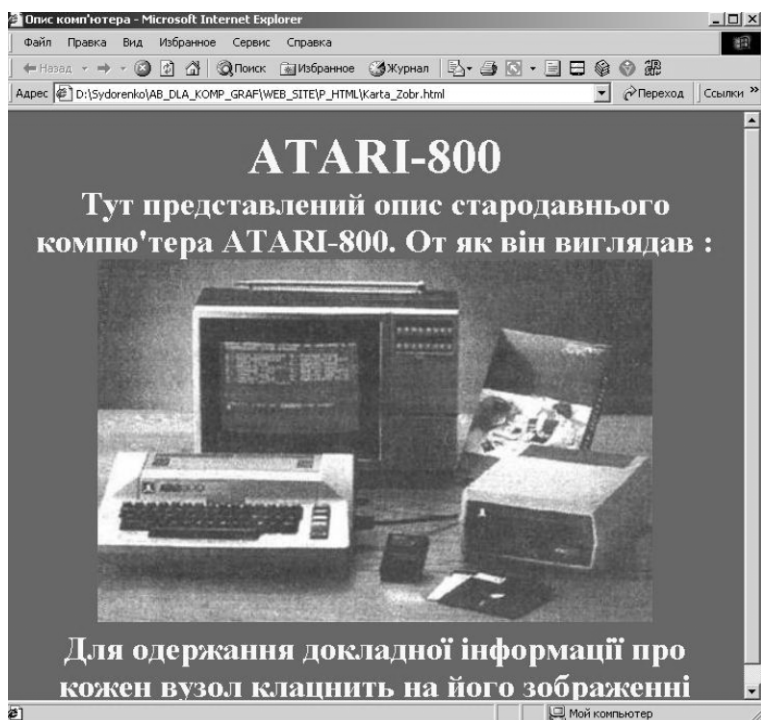 Опис комп'ютера - Microsoft Internet Explorer
Файл Правка Вид Избранное Сервис Справка
Назад Поиск Избранное Журнал
Адрес D:\Sydorenko\AB_DLA_KOMP_GRAF\WEB_SITE\P_HTML\Karta_Zobr.html Переход Ссылки »
ATARI-800
Тут представлений опис стародавнього
компю'тера ATARI-800. От як він виглядав :
Для одержання докладної інформації про
кожен вузол клацнить на його зображенні
Мой компьютер